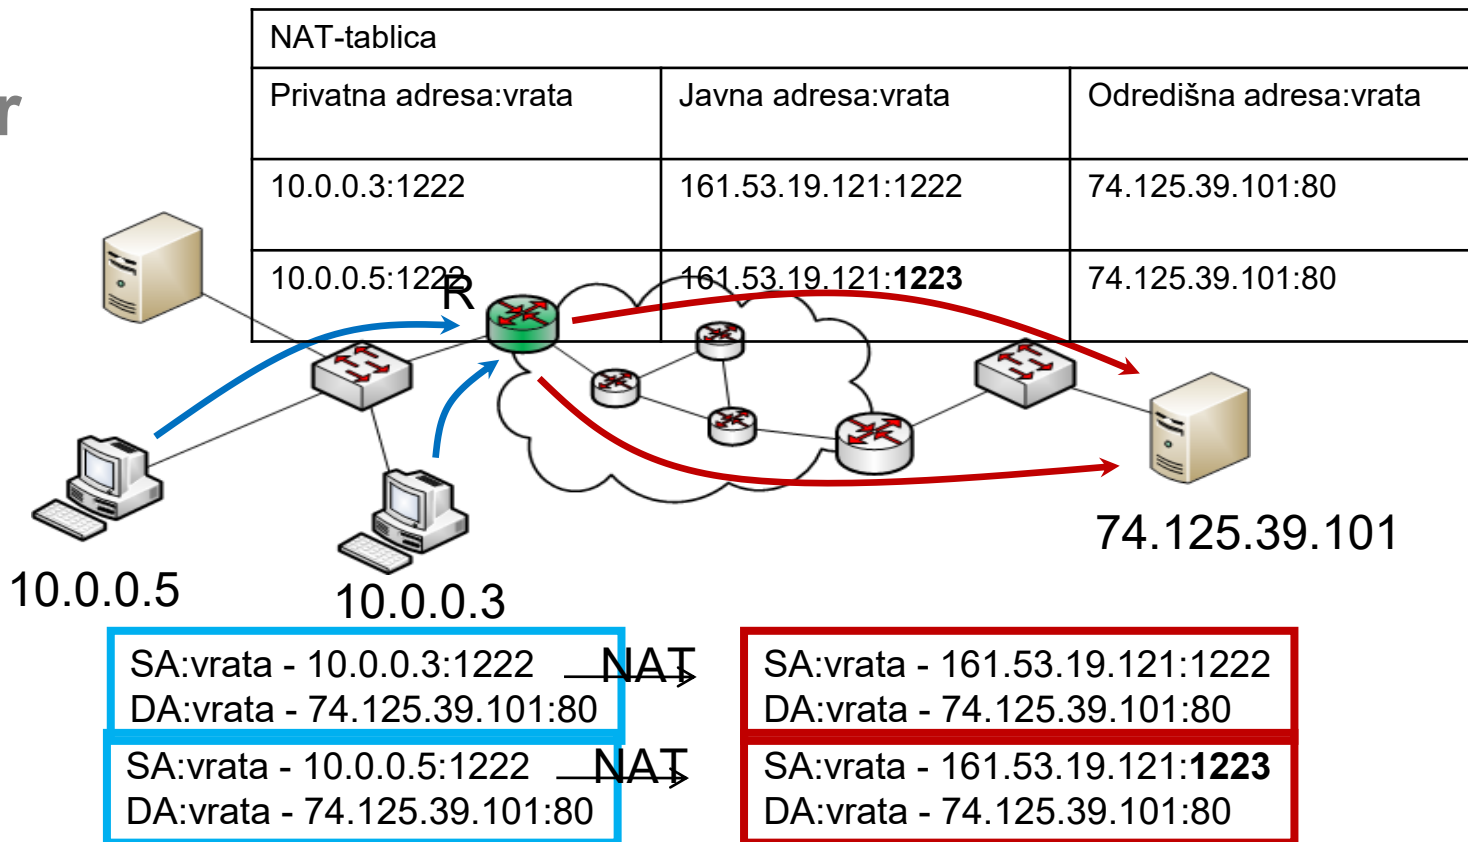 r
NAT-tablica
Privatna adresa:vrata Javna adresa:vrata Odredišna adresa:vrata
10.0.0.3:1222 161.53.19.121:1222 74.125.39.101:80
10.0.0.5:1222 161.53.19.121:1223 74.125.39.101:80
R
74.125.39.101
10.0.0.5
10.0.0.3
SA:vrata - 10.0.0.3:1222
DA:vrata - 74.125.39.101:80
NAT
SA:vrata - 161.53.19.121:1222
DA:vrata - 74.125.39.101:80
SA:vrata - 10.0.0.5:1222
DA:vrata - 74.125.39.101:80
NAT
SA:vrata - 161.53.19.121:1223
DA:vrata - 74.125.39.101:80